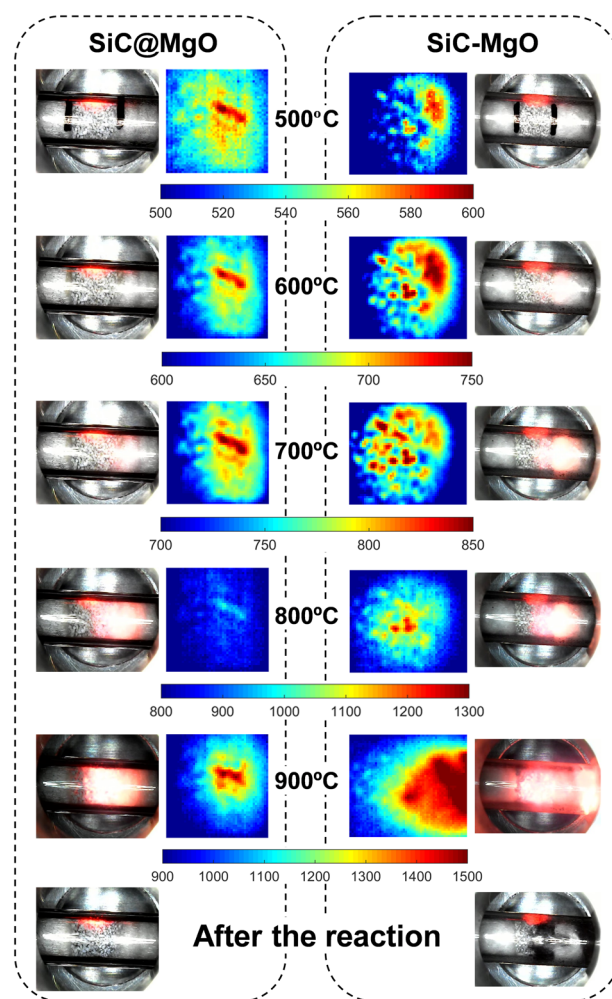 SiC@MgO SiC-MgO
500ºC
500 520 540 560 580 600
600ºC
600 650 700 750
700ºC
700 750 800 850
800ºC
800 900 1000 1100 1200 1300
900ºC
900 1000 1100 1200 1300 1400 1500
After the reaction